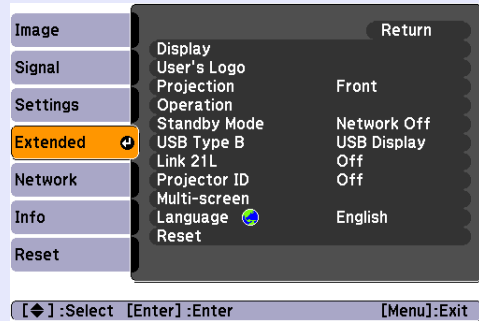 Image
Signal
Settings
Extended
Network
Info
Reset
Return
Display
User's Logo
Projection Front
Operation
Standby Mode Network Off
USB Type B USB Display
Link 21L Off
Projector ID Off
Multi-screen
Language English
Reset
[◆] :Select [Enter] :Enter [Menu]:Exit